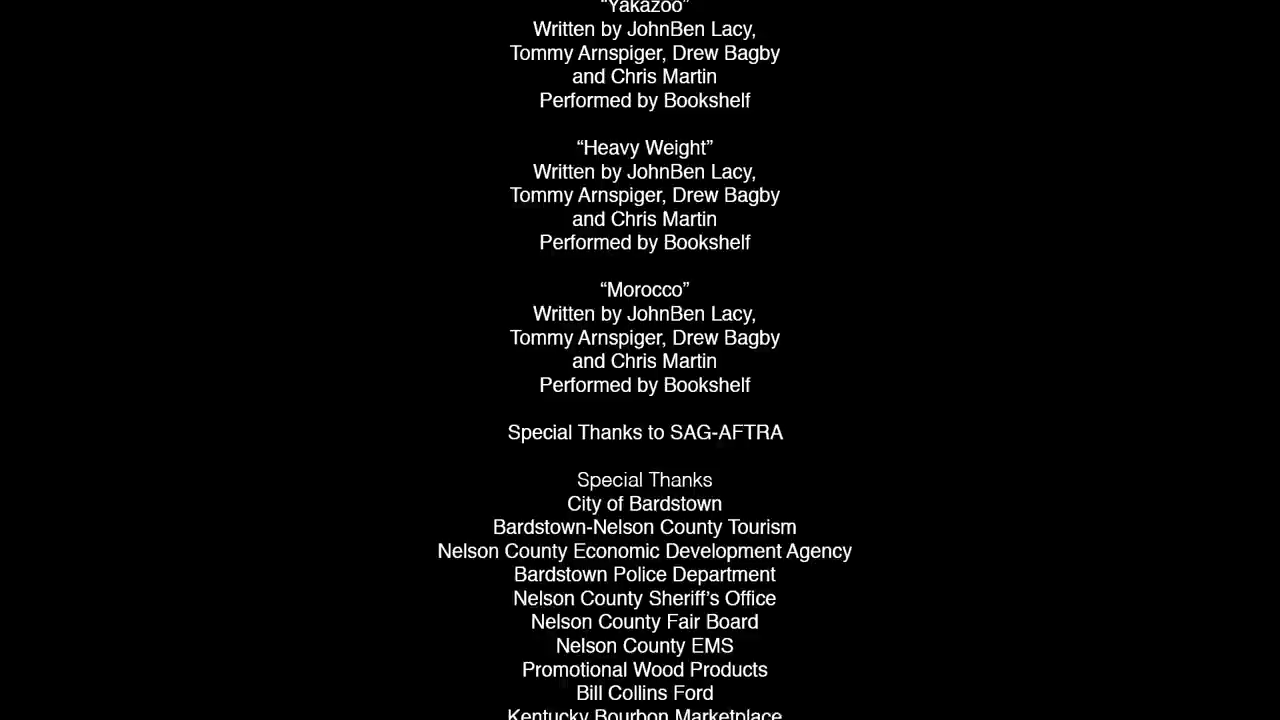 “Yakazoo”
Written by JohnBen Lacy,
Tommy Arnspiger, Drew Bagby
and Chris Martin
Performed by Bookshelf
“Heavy Weight”
Written by JohnBen Lacy,
Tommy Arnspiger, Drew Bagby
and Chris Martin
Performed by Bookshelf
“Morocco”
Written by JohnBen Lacy,
Tommy Arnspiger, Drew Bagby
and Chris Martin
Performed by Bookshelf
Special Thanks to SAG-AFTRA
Special Thanks
City of Bardstown
Bardstown-Nelson County Tourism
Nelson County Economic Development Agency
Bardstown Police Department
Nelson County Sheriff’s Office
Nelson County Fair Board
Nelson County EMS
Promotional Wood Products
Bill Collins Ford
Kentucky Bourbon Marketplace